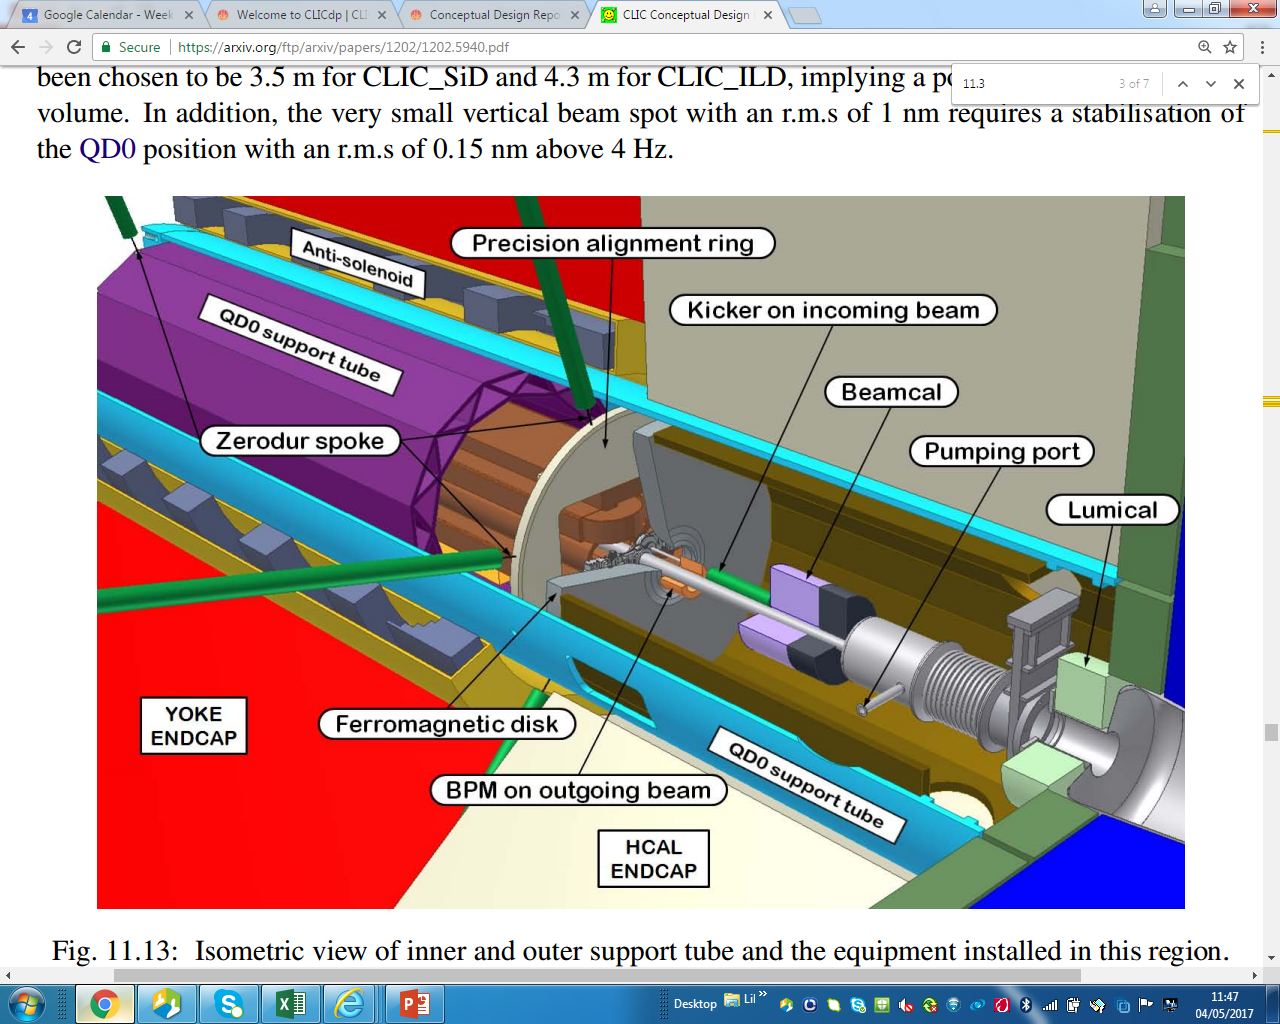 Google Calendar - Week
Welcome to CLICdp | CLI
Conceptual Design Repo
CLIC Conceptual Design
Secure | https://arxiv.org/ftp/arxiv/papers/1202/1202.5940.pdf
11.3
3 of 7
been chosen to be 3.5 m for CLIC_SiD and 4.3 m for CLIC_ILD, implying a po
volume. In addition, the very small vertical beam spot with an r.m.s of 1 nm requires a stabilisation of
the QD0 position with an r.m.s of 0.15 nm above 4 Hz.
Precision alignment ring
Anti-solenoid
Kicker on incoming beam
QD0 support tube
Beamcal
Zerodur spoke
Pumping port
Lumical
YOKE
ENDCAP
Ferromagnetic disk
QD0 support tube
BPM on outgoing beam
HCAL
ENDCAP
Fig. 11.13: Isometric view of inner and outer support tube and the equipment installed in this region.
Desktop
Lil
11:47
04/05/2017